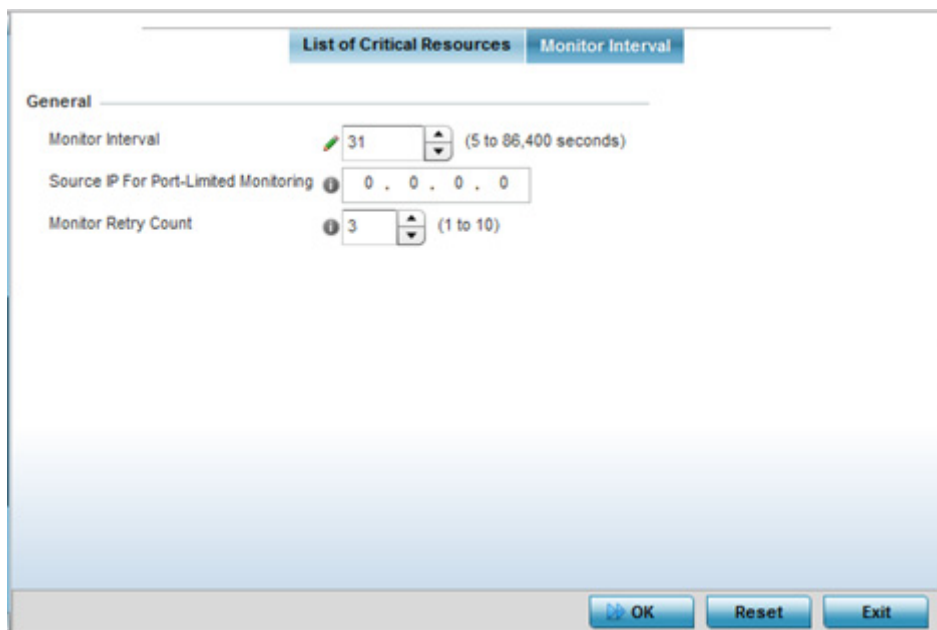 List of Critical Resources Monitor Interval
General
Monitor Interval 31 (5 to 86,400 seconds)
Source IP For Port-Limited Monitoring 0 . 0 . 0 . 0
Monitor Retry Count 3 (1 to 10)
OK Reset Exit